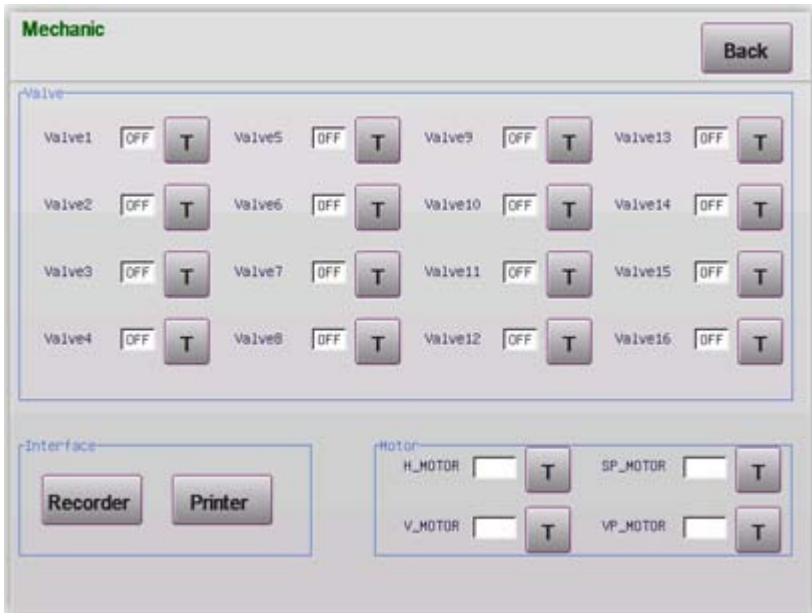 Mechanic
Back
Valve
Valve1 OFF T Valve5 OFF T Valve9 OFF T Valve13 OFF T
Valve2 OFF T Valve6 OFF T Valve10 OFF T Valve14 OFF T
Valve3 OFF T Valve7 OFF T Valve11 OFF T Valve15 OFF T
Valve4 OFF T Valve8 OFF T Valve12 OFF T Valve16 OFF T
Interface
Recorder Printer
Motor
H_MOTOR T SP_MOTOR T
V_MOTOR T VP_MOTOR T